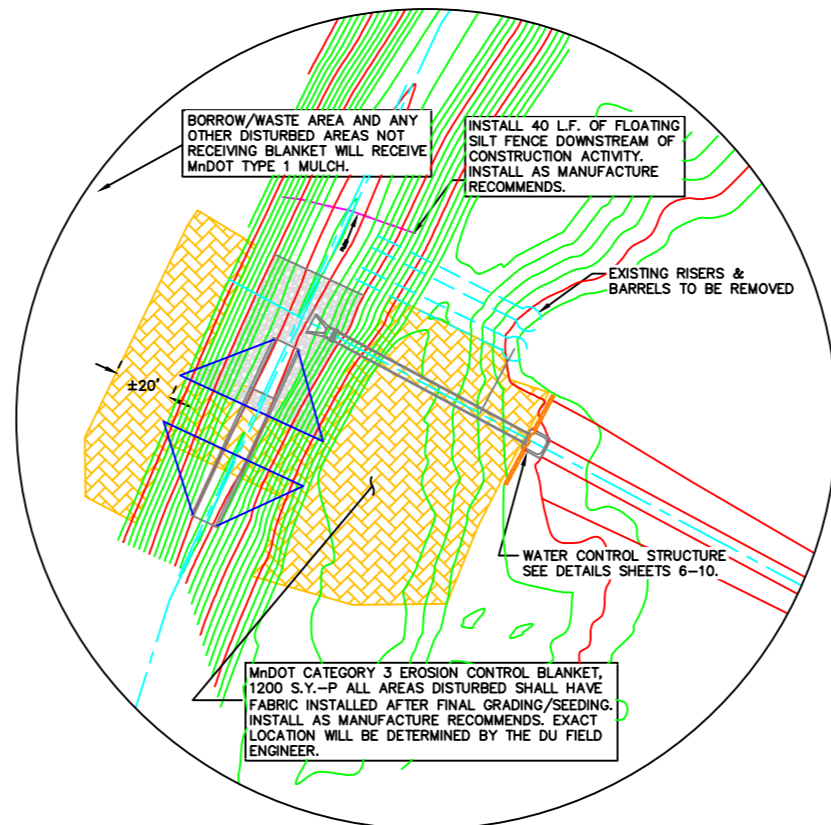 BORROW/WASTE AREA AND ANY
OTHER DISTURBED AREAS NOT
RECEIVING BLANKET WILL RECEIVE
MnDOT TYPE 1 MULCH.
INSTALL 40 L.F. OF FLOATING
SILT FENCE DOWNSTREAM OF
CONSTRUCTION ACTIVITY.
INSTALL AS MANUFACTURE
RECOMMENDS.
EXISTING RISERS &
BARRELS TO BE REMOVED
±20'
WATER CONTROL STRUCTURE
SEE DETAILS SHEETS 6-10.
MnDOT CATEGORY 3 EROSION CONTROL BLANKET,
1200 S.Y.-P ALL AREAS DISTURBED SHALL HAVE
FABRIC INSTALLED AFTER FINAL GRADING/SEEDING.
INSTALL AS MANUFACTURE RECOMMENDS. EXACT
LOCATION WILL BE DETERMINED BY THE DU FIELD
ENGINEER.